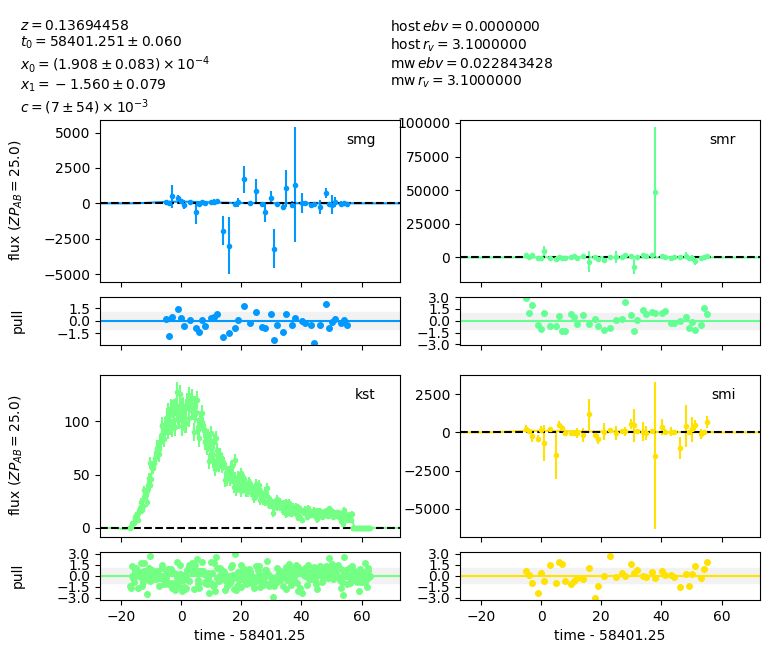 z = 0.13694458
t₀ = 58401.251 ± 0.060
x₀ = (1.908 ± 0.083) × 10⁻⁴
x₁ = −1.560 ± 0.079
c = (7 ± 54) × 10⁻³
host ebv = 0.0000000
host r_v = 3.1000000
mw ebv = 0.022843428
mw r_v = 3.1000000
flux (ZP_AB = 25.0)
5000
2500
0
−2500
−5000
smg
100000
75000
50000
25000
0
smr
pull
1.5
0.0
−1.5
3.0
1.5
0.0
−1.5
−3.0
flux (ZP_AB = 25.0)
100
50
0
kst
2500
0
−2500
−5000
smi
pull
3.0
1.5
0.0
−1.5
−3.0
3.0
1.5
0.0
−1.5
−3.0
−20 0 20 40 60
time - 58401.25
−20 0 20 40 60
time - 58401.25